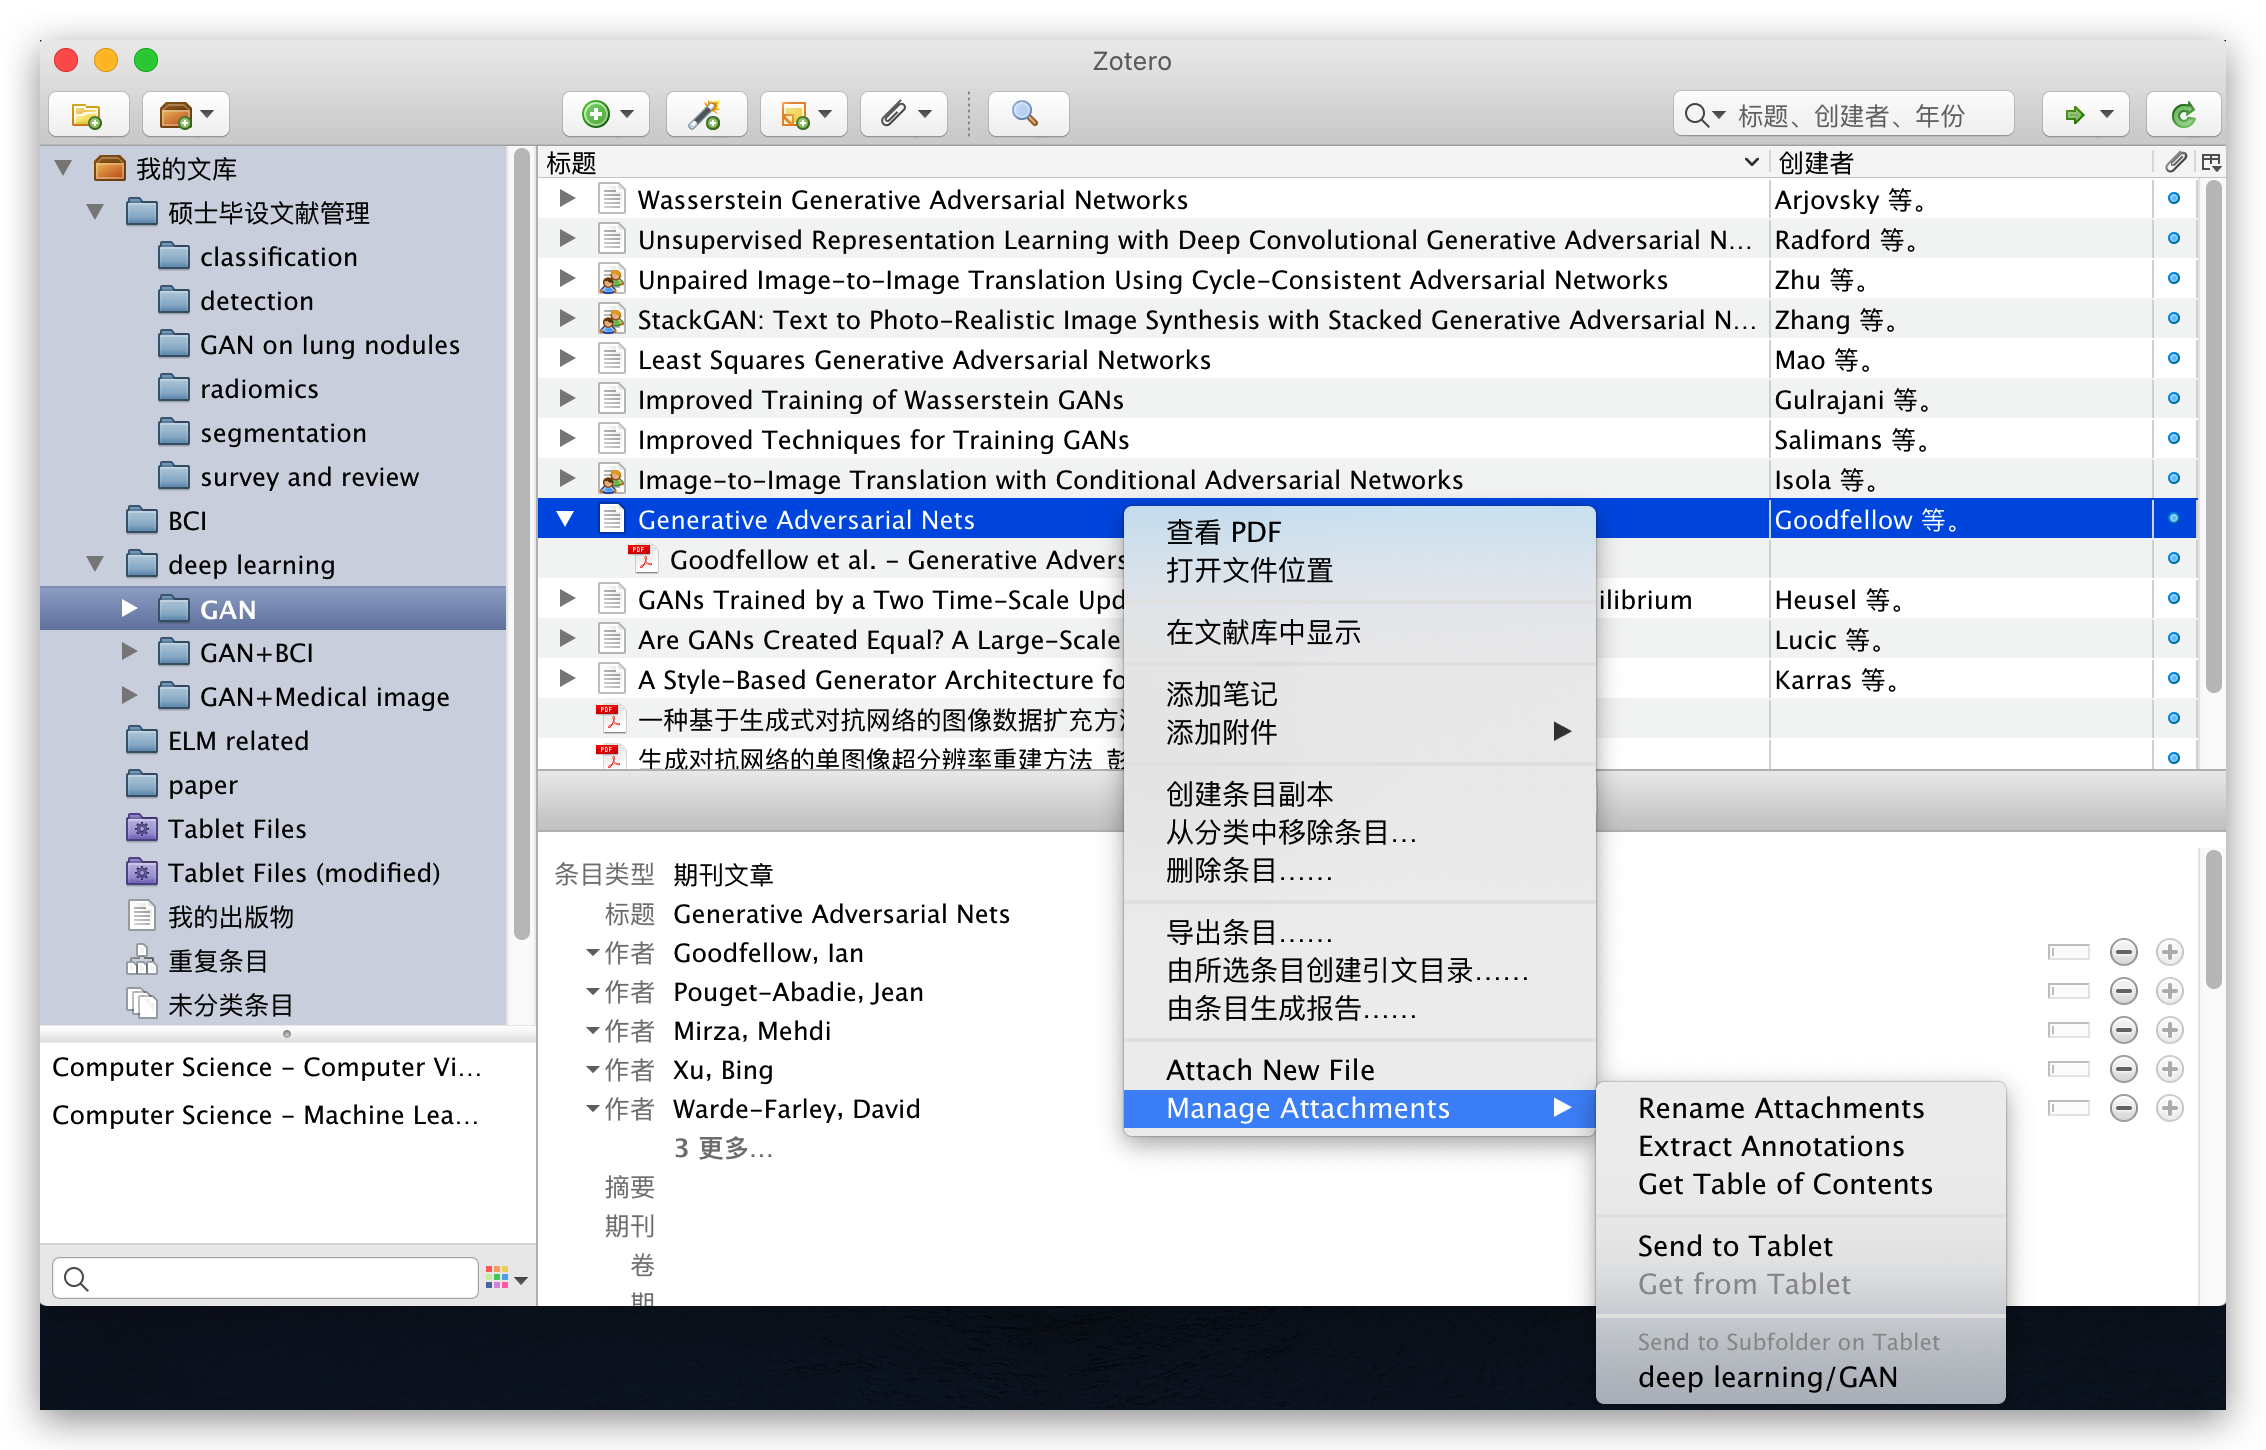 Zotero
标题、创建者、年份
我的文库
硕士毕设文献管理
classification
detection
GAN on lung nodules
radiomics
segmentation
survey and review
BCI
deep learning
GAN
GAN+BCI
GAN+Medical image
ELM related
paper
Tablet Files
Tablet Files (modified)
我的出版物
重复条目
未分类条目
Computer Science – Computer Vi...
Computer Science – Machine Lea...
标题 创建者
Wasserstein Generative Adversarial Networks Arjovsky 等。
Unsupervised Representation Learning with Deep Convolutional Generative Adversarial N... Radford 等。
Unpaired Image-to-Image Translation Using Cycle-Consistent Adversarial Networks Zhu 等。
StackGAN: Text to Photo-Realistic Image Synthesis with Stacked Generative Adversarial N... Zhang 等。
Least Squares Generative Adversarial Networks Mao 等。
Improved Training of Wasserstein GANs Gulrajani 等。
Improved Techniques for Training GANs Salimans 等。
Image-to-Image Translation with Conditional Adversarial Networks Isola 等。
Generative Adversarial Nets Goodfellow 等。
PDF Goodfellow et al. – Generative Advers
GANs Trained by a Two Time-Scale Upd ilibrium Heusel 等。
Are GANs Created Equal? A Large-Scale Lucic 等。
A Style-Based Generator Architecture fo Karras 等。
PDF 一种基于生成式对抗网络的图像数据扩充方
PDF 生成对抗网络的单图像超分辨率重建方法_彭
条目类型 期刊文章
标题 Generative Adversarial Nets
作者 Goodfellow, Ian
作者 Pouget-Abadie, Jean
作者 Mirza, Mehdi
作者 Xu, Bing
作者 Warde-Farley, David
3 更多...
摘要
期刊
卷
期
查看 PDF
打开文件位置
在文献库中显示
添加笔记
添加附件
创建条目副本
从分类中移除条目...
删除条目......
导出条目......
由所选条目创建引文目录......
由条目生成报告......
Attach New File
Manage Attachments
Rename Attachments
Extract Annotations
Get Table of Contents
Send to Tablet
Get from Tablet
Send to Subfolder on Tablet
deep learning/GAN